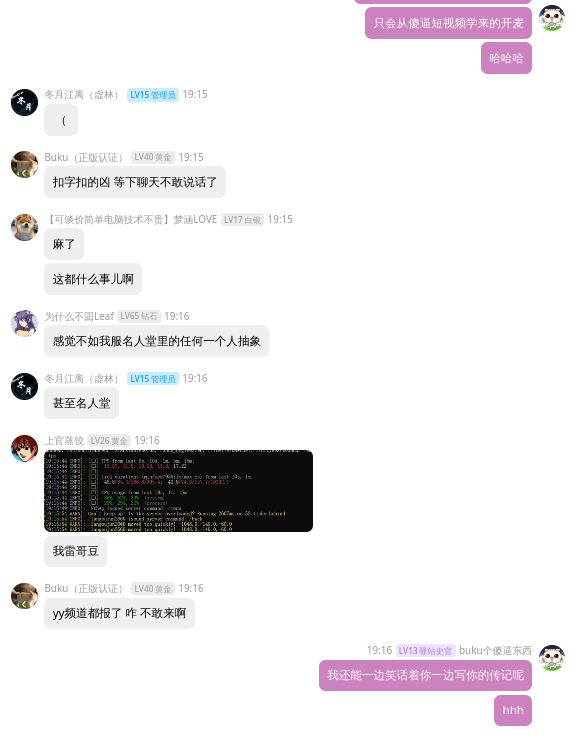 只会从傻逼短视频学来的开麦
哈哈哈
冬月江离（虚林） LV15 管理员 19:15
（
Buku（正版认证） LV40 黄金 19:15
扣字扣的凶 等下聊天不敢说话了
【可谈价简单电脑技术不贵】梦涵LOVE LV17 白银 19:15
麻了
这都什么事儿啊
为什么不圆Leaf LV65 钻石 19:16
感觉不如我服名人堂里的任何一个人抽象
冬月江离（虚林） LV15 管理员 19:16
甚至名人堂
上官蒸饺 LV26 黄金 19:16
我雷哥豆
Buku（正版认证） LV40 黄金 19:16
yy频道都报了 咋 不敢来啊
19:16 LV13 驿站史官 buku个傻逼东西
我还能一边笑话着你一边写你的传记呢
hhh